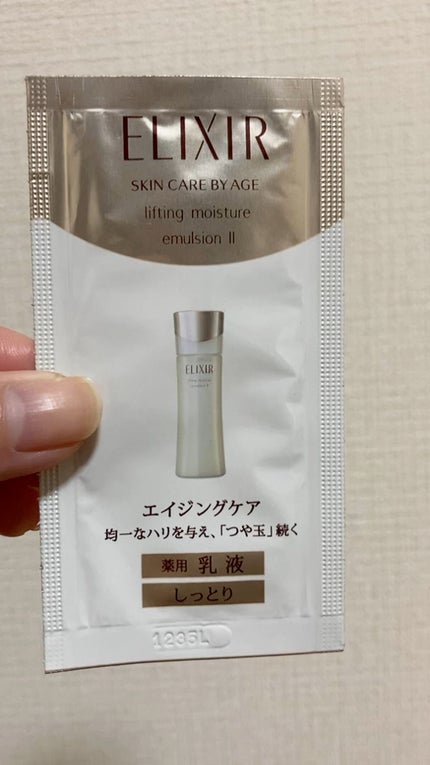 ELIXIR
SKIN CARE BY AGE
lifting moisture
emulsion II
ELIXIR
エイジングケア
均一なハリを与え、「つや玉」続く
薬用 乳液
しっとり
1235L